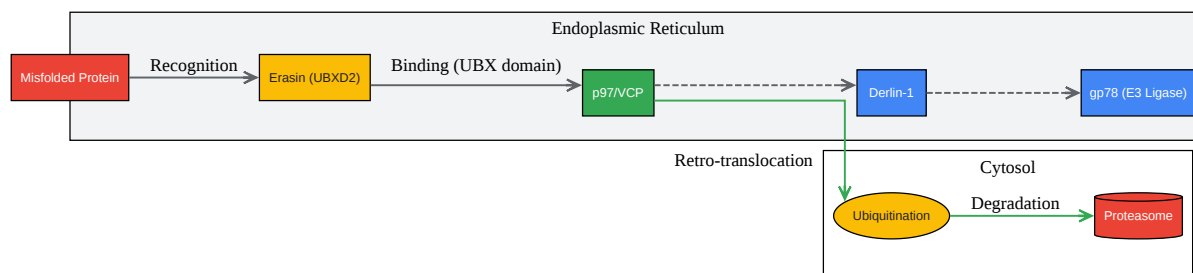 Endoplasmic Reticulum
Misfolded Protein
Recognition
Erasin (UBXD2)
Binding (UBX domain)
p97/VCP
Derlin-1
gp78 (E3 Ligase)
Retro-translocation
Cytosol
Ubiquitination
Degradation
Proteasome